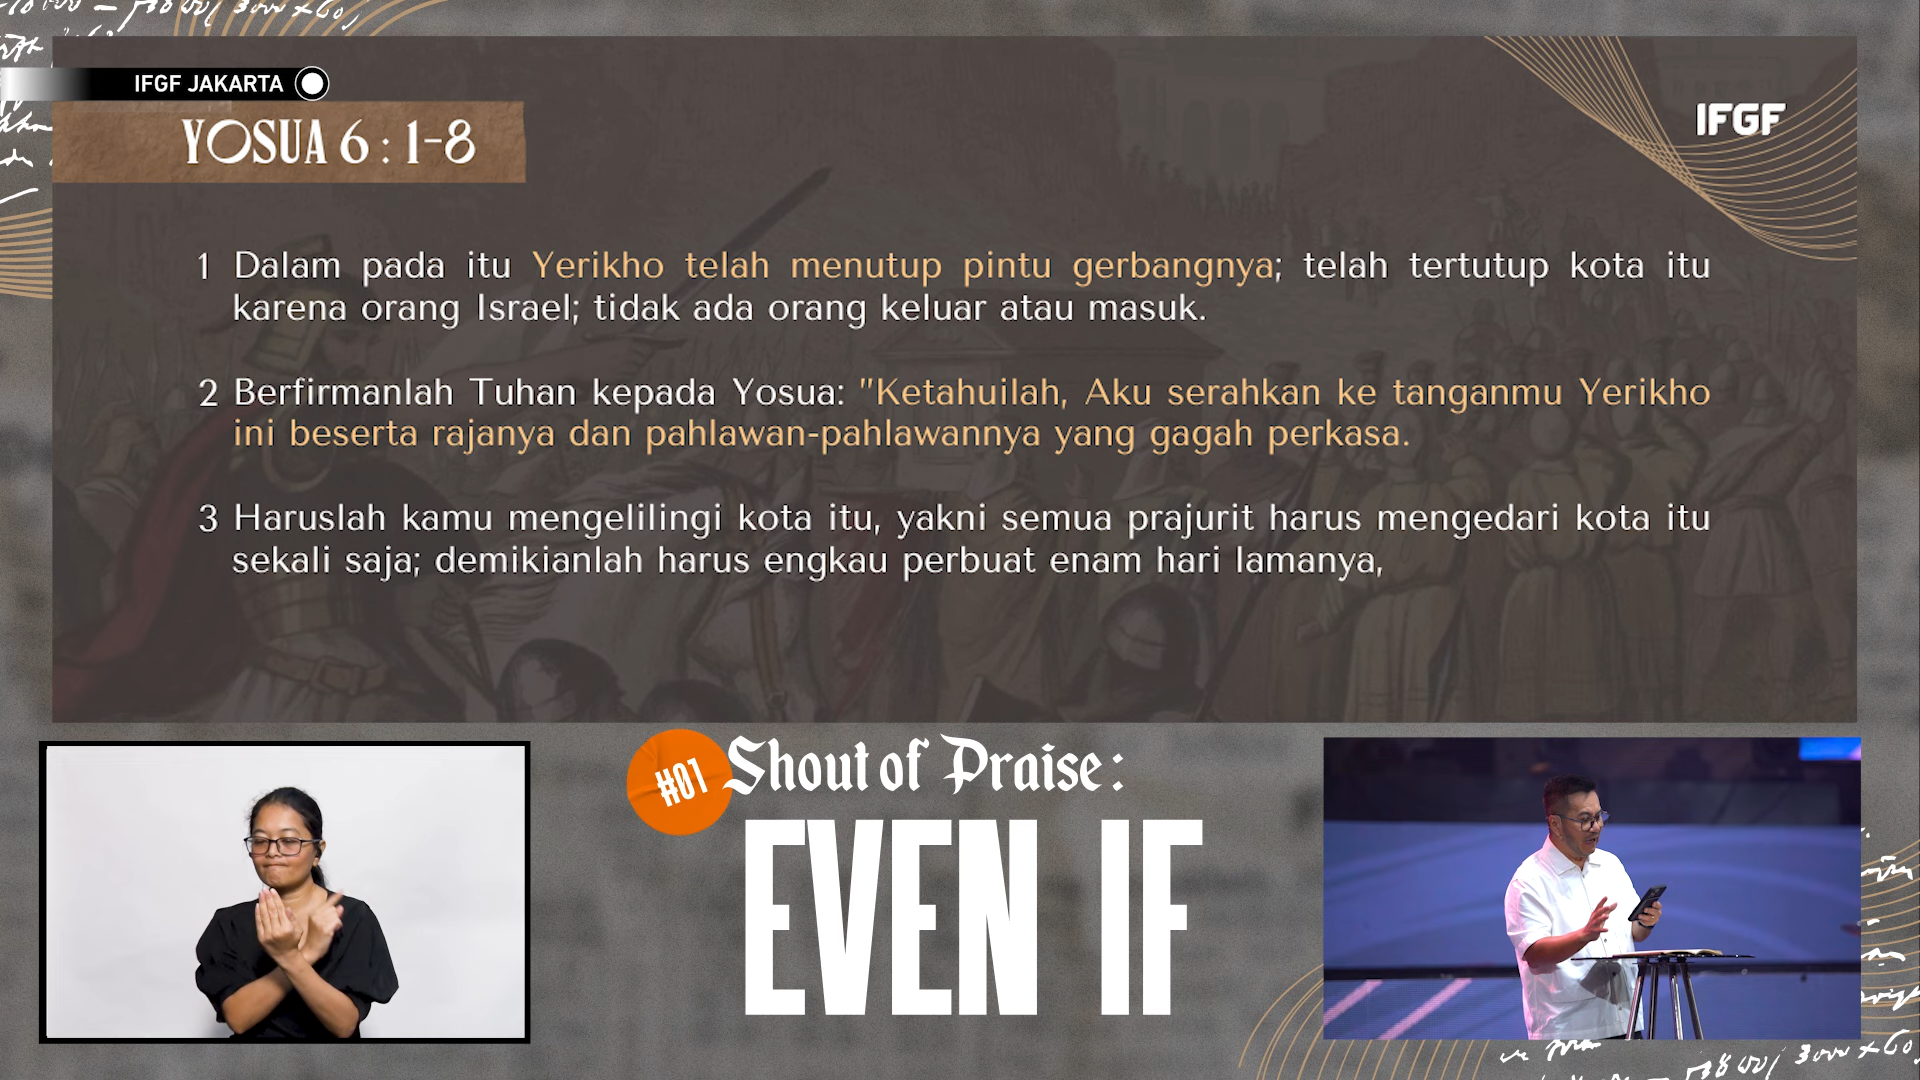 IFGF JAKARTA
YOSUA 6 : 1-8
IFGF
1 Dalam pada itu Yerikho telah menutup pintu gerbangnya; telah tertutup kota itu
karena orang Israel; tidak ada orang keluar atau masuk.
2 Berfirmanlah Tuhan kepada Yosua: "Ketahuilah, Aku serahkan ke tanganmu Yerikho
ini beserta rajanya dan pahlawan-pahlawannya yang gagah perkasa.
3 Haruslah kamu mengelilingi kota itu, yakni semua prajurit harus mengedari kota itu
sekali saja; demikianlah harus engkau perbuat enam hari lamanya,
#01
Shout of Praise:
EVEN IF